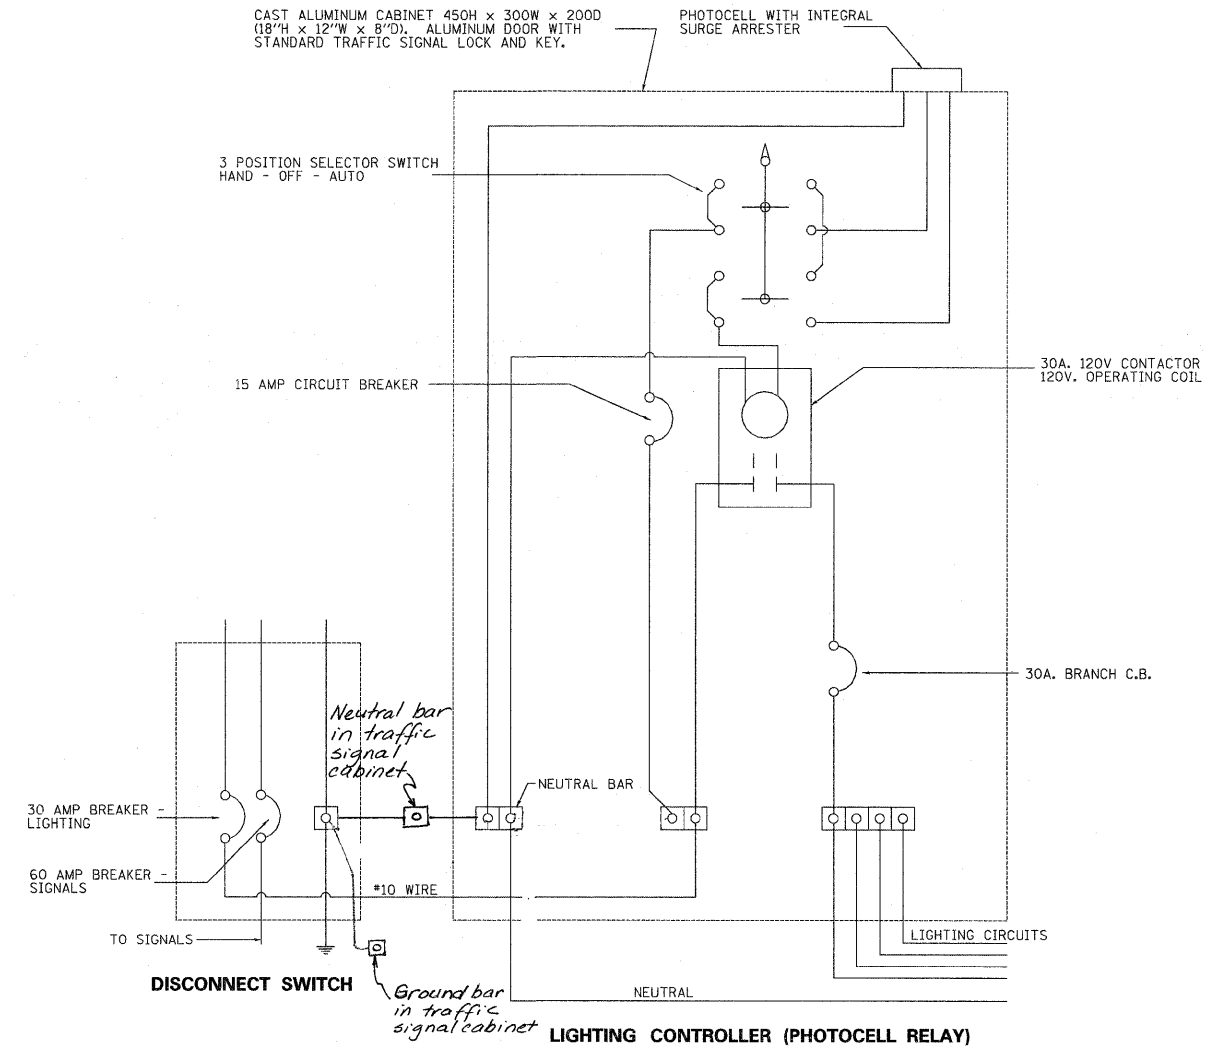 CAST ALUMINUM CABINET 450H x 300W x 200D
(18"H x 12"W x 8"D). ALUMINUM DOOR WITH
STANDARD TRAFFIC SIGNAL LOCK AND KEY.
PHOTOCELL WITH INTEGRAL
SURGE ARRESTER
3 POSITION SELECTOR SWITCH
HAND - OFF - AUTO
30A. 120V CONTACTOR
120V. OPERATING COIL
15 AMP CIRCUIT BREAKER
30A. BRANCH C.B.
Neutral bar
in traffic
signal
cabinet
NEUTRAL BAR
30 AMP BREAKER -
LIGHTING
60 AMP BREAKER -
SIGNALS
#10 WIRE
TO SIGNALS
LIGHTING CIRCUITS
DISCONNECT SWITCH
Ground bar
in traffic
signal cabinet
NEUTRAL
LIGHTING CONTROLLER (PHOTOCELL RELAY)